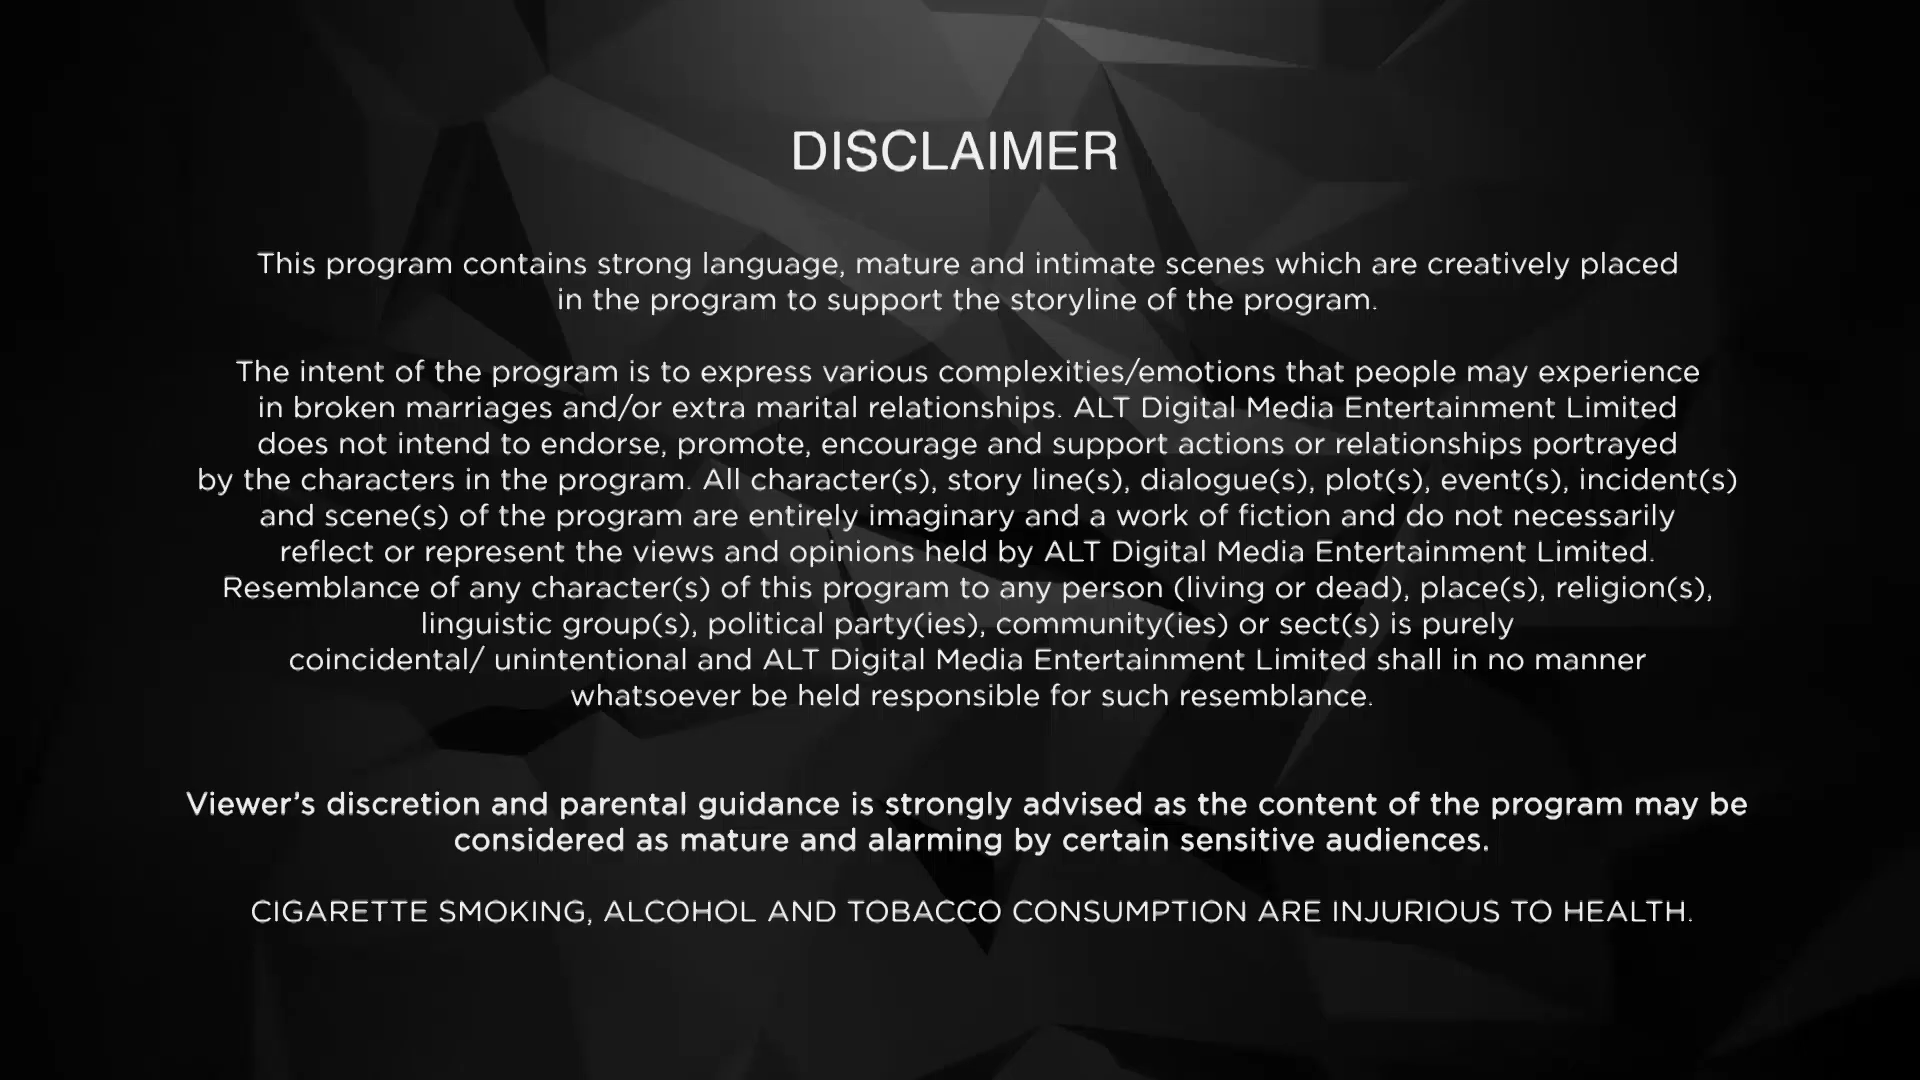 DISCLAIMER
This program contains strong language, mature and intimate scenes which are creatively placed
in the program to support the storyline of the program.
The intent of the program is to express various complexities/emotions that people may experience
in broken marriages and/or extra marital relationships. ALT Digital Media Entertainment Limited
does not intend to endorse, promote, encourage and support actions or relationships portrayed
by the characters in the program. All character(s), story line(s), dialogue(s), plot(s), event(s), incident(s)
and scene(s) of the program are entirely imaginary and a work of fiction and do not necessarily
reflect or represent the views and opinions held by ALT Digital Media Entertainment Limited.
Resemblance of any character(s) of this program to any person (living or dead), place(s), religion(s),
linguistic group(s), political party(ies), community(ies) or sect(s) is purely
coincidental/ unintentional and ALT Digital Media Entertainment Limited shall in no manner
whatsoever be held responsible for such resemblance.
Viewer's discretion and parental guidance is strongly advised as the content of the program may be
considered as mature and alarming by certain sensitive audiences.
CIGARETTE SMOKING, ALCOHOL AND TOBACCO CONSUMPTION ARE INJURIOUS TO HEALTH.